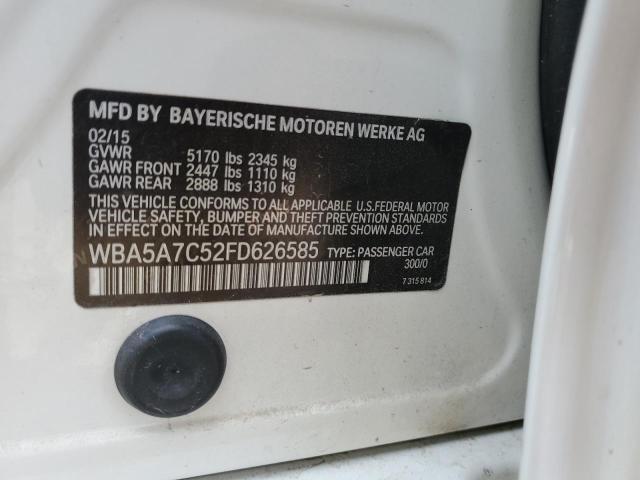 MFD BY BAYERISCHE MOTOREN WERKE AG
02/15
GVWR 5170 lbs 2345 kg
GAWR FRONT 2447 lbs 1110 kg
GAWR REAR 2888 lbs 1310 kg
THIS VEHICLE CONFORMS TO ALL APPLICABLE U.S.FEDERAL MOTOR
VEHICLE SAFETY, BUMPER AND THEFT PREVENTION STANDARDS
IN EFFECT ON THE DATE OF MANUFACTURE SHOWN ABOVE.
WBA5A7C52FD626585 TYPE: PASSENGER CAR
300/0
7 315 814